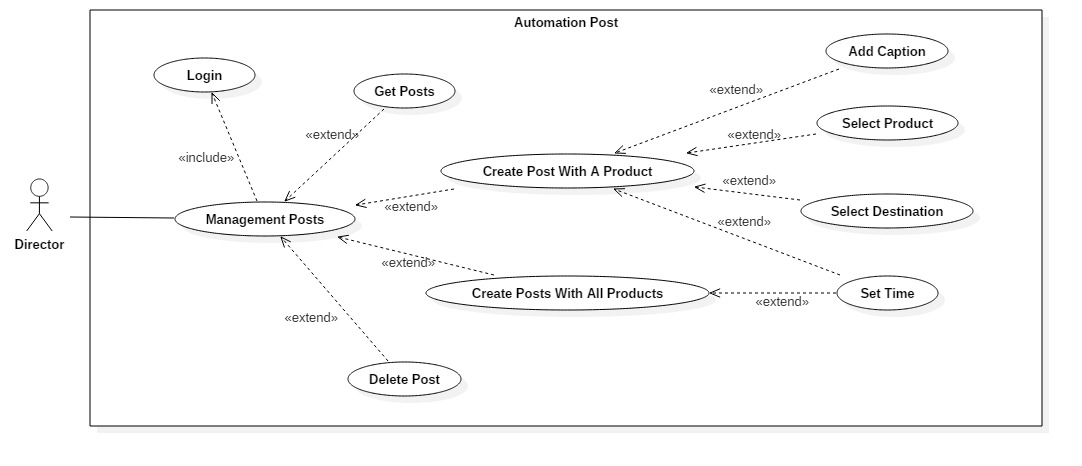 Automation Post
Add Caption
Login
Get Posts
«extend»
Select Product
«extend»
«extend»
«include»
Create Post With A Product
«extend»
Select Destination
«extend»
Management Posts
«extend»
Director
«extend»
Create Posts With All Products
Set Time
«extend»
«extend»
Delete Post